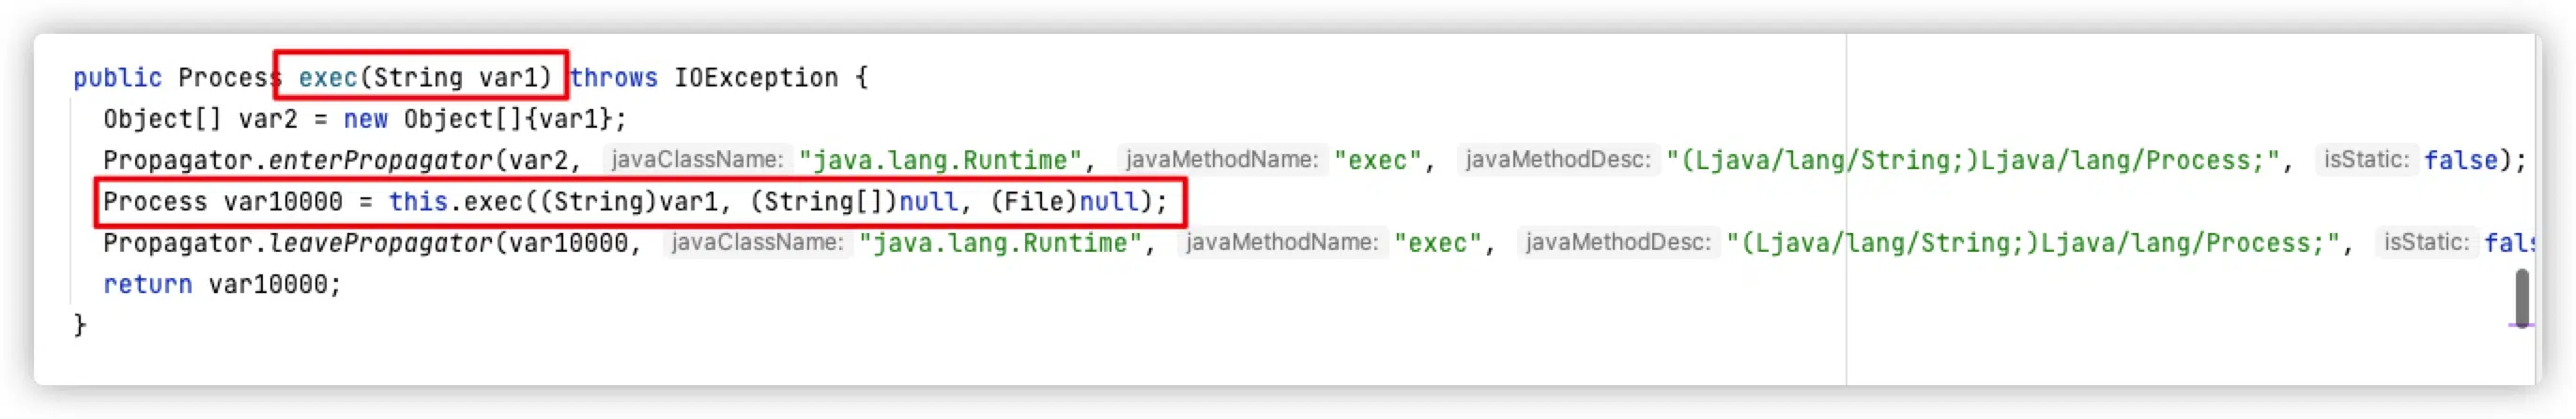 public Process exec(String var1) throws IOException {
Object[] var2 = new Object[]{var1};
Propagator.enterPropagator(var2, javaClassName: "java.lang.Runtime", javaMethodName: "exec", javaMethodDesc: "(Ljava/lang/String;)Ljava/lang/Process;", isStatic: false);
Process var10000 = this.exec((String)var1, (String[])null, (File)null);
Propagator.leavePropagator(var10000, javaClassName: "java.lang.Runtime", javaMethodName: "exec", javaMethodDesc: "(Ljava/lang/String;)Ljava/lang/Process;", isStatic: fals
return var10000;
}